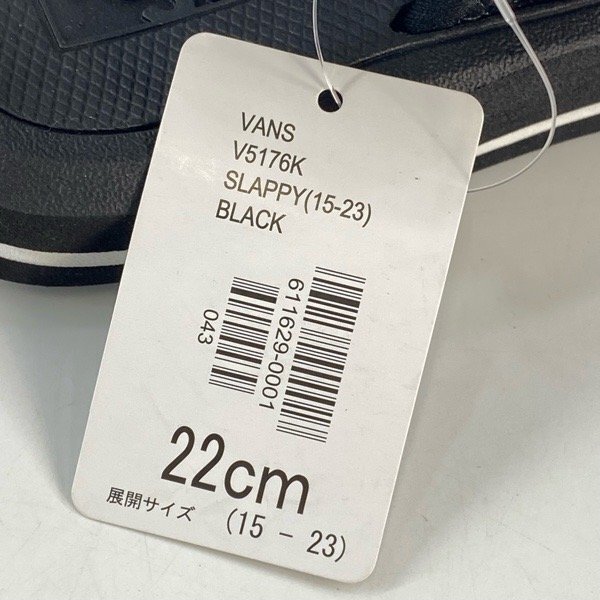 VANS
V5176K
SLAPPY(15-23)
BLACK
611629-0001
043
22cm
展開サイズ (15 - 23)